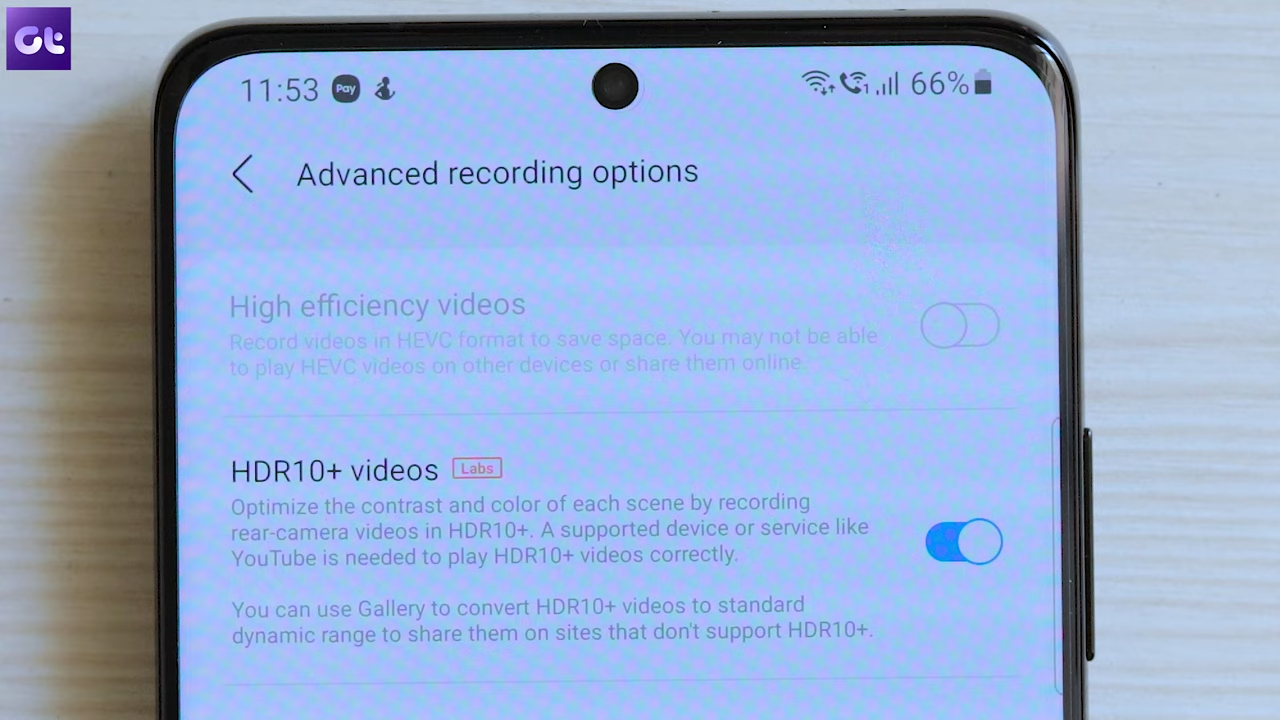 Gt
11:53 Pay 66%
Advanced recording options
High efficiency videos
Record videos in HEVC format to save space. You may not be able
to play HEVC videos on other devices or share them online.
HDR10+ videos Labs
Optimize the contrast and color of each scene by recording
rear-camera videos in HDR10+. A supported device or service like
YouTube is needed to play HDR10+ videos correctly.
You can use Gallery to convert HDR10+ videos to standard
dynamic range to share them on sites that don't support HDR10+.